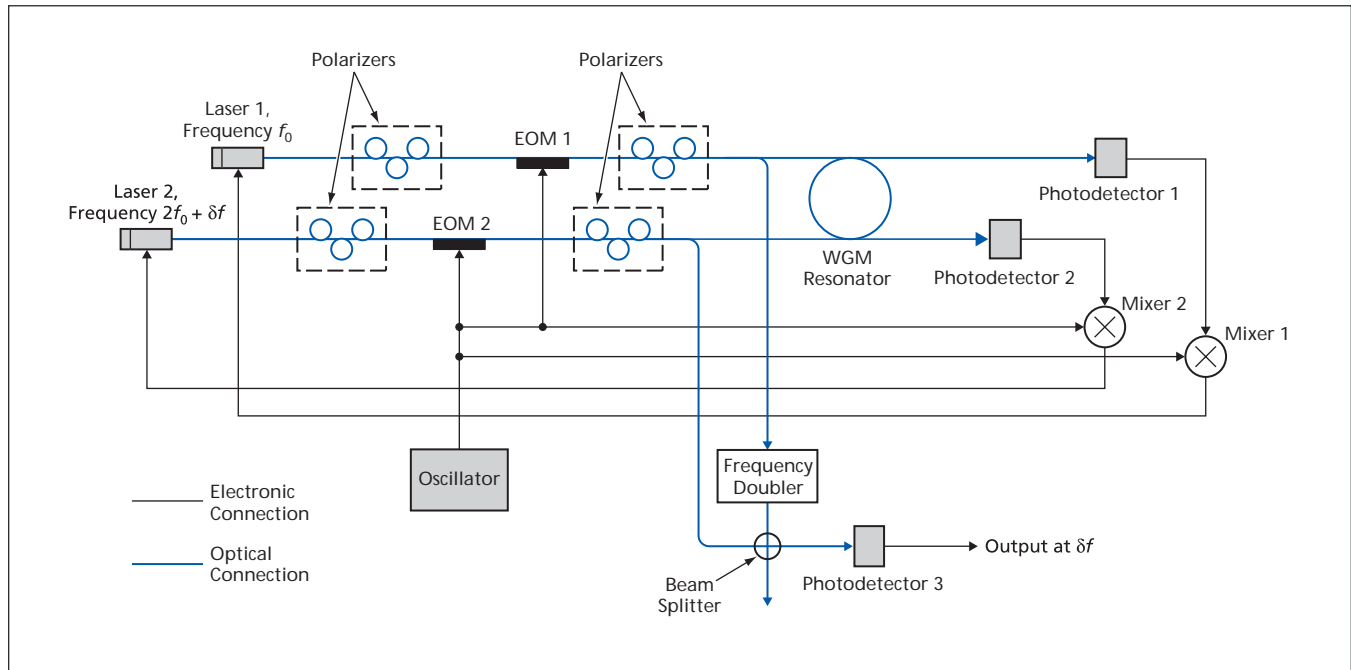 Polarizers
Polarizers
Laser 1,
Frequency f0
EOM 1
Photodetector 1
Laser 2,
Frequency 2f0 + δf
EOM 2
WGM
Resonator
Photodetector 2
Mixer 2
Mixer 1
Oscillator
Frequency
Doubler
Electronic
Connection
Optical
Connection
Beam
Splitter
Photodetector 3
Output at δf